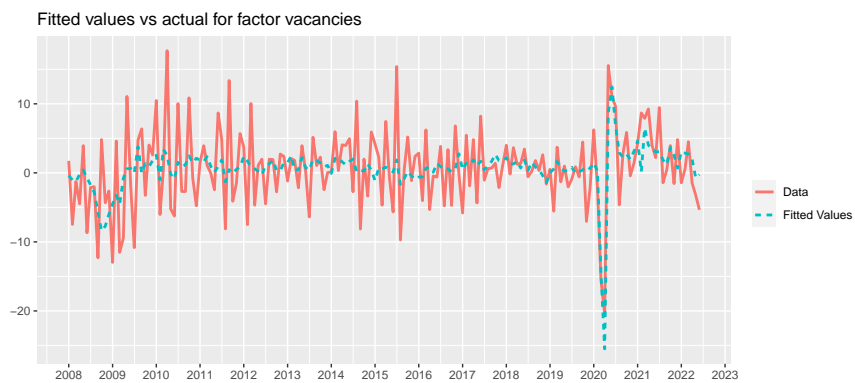 Fitted values vs actual for factor vacancies
10
0
−10
−20
2008 2009 2010 2011 2012 2013 2014 2015 2016 2017 2018 2019 2020 2021 2022 2023
Data
Fitted Values